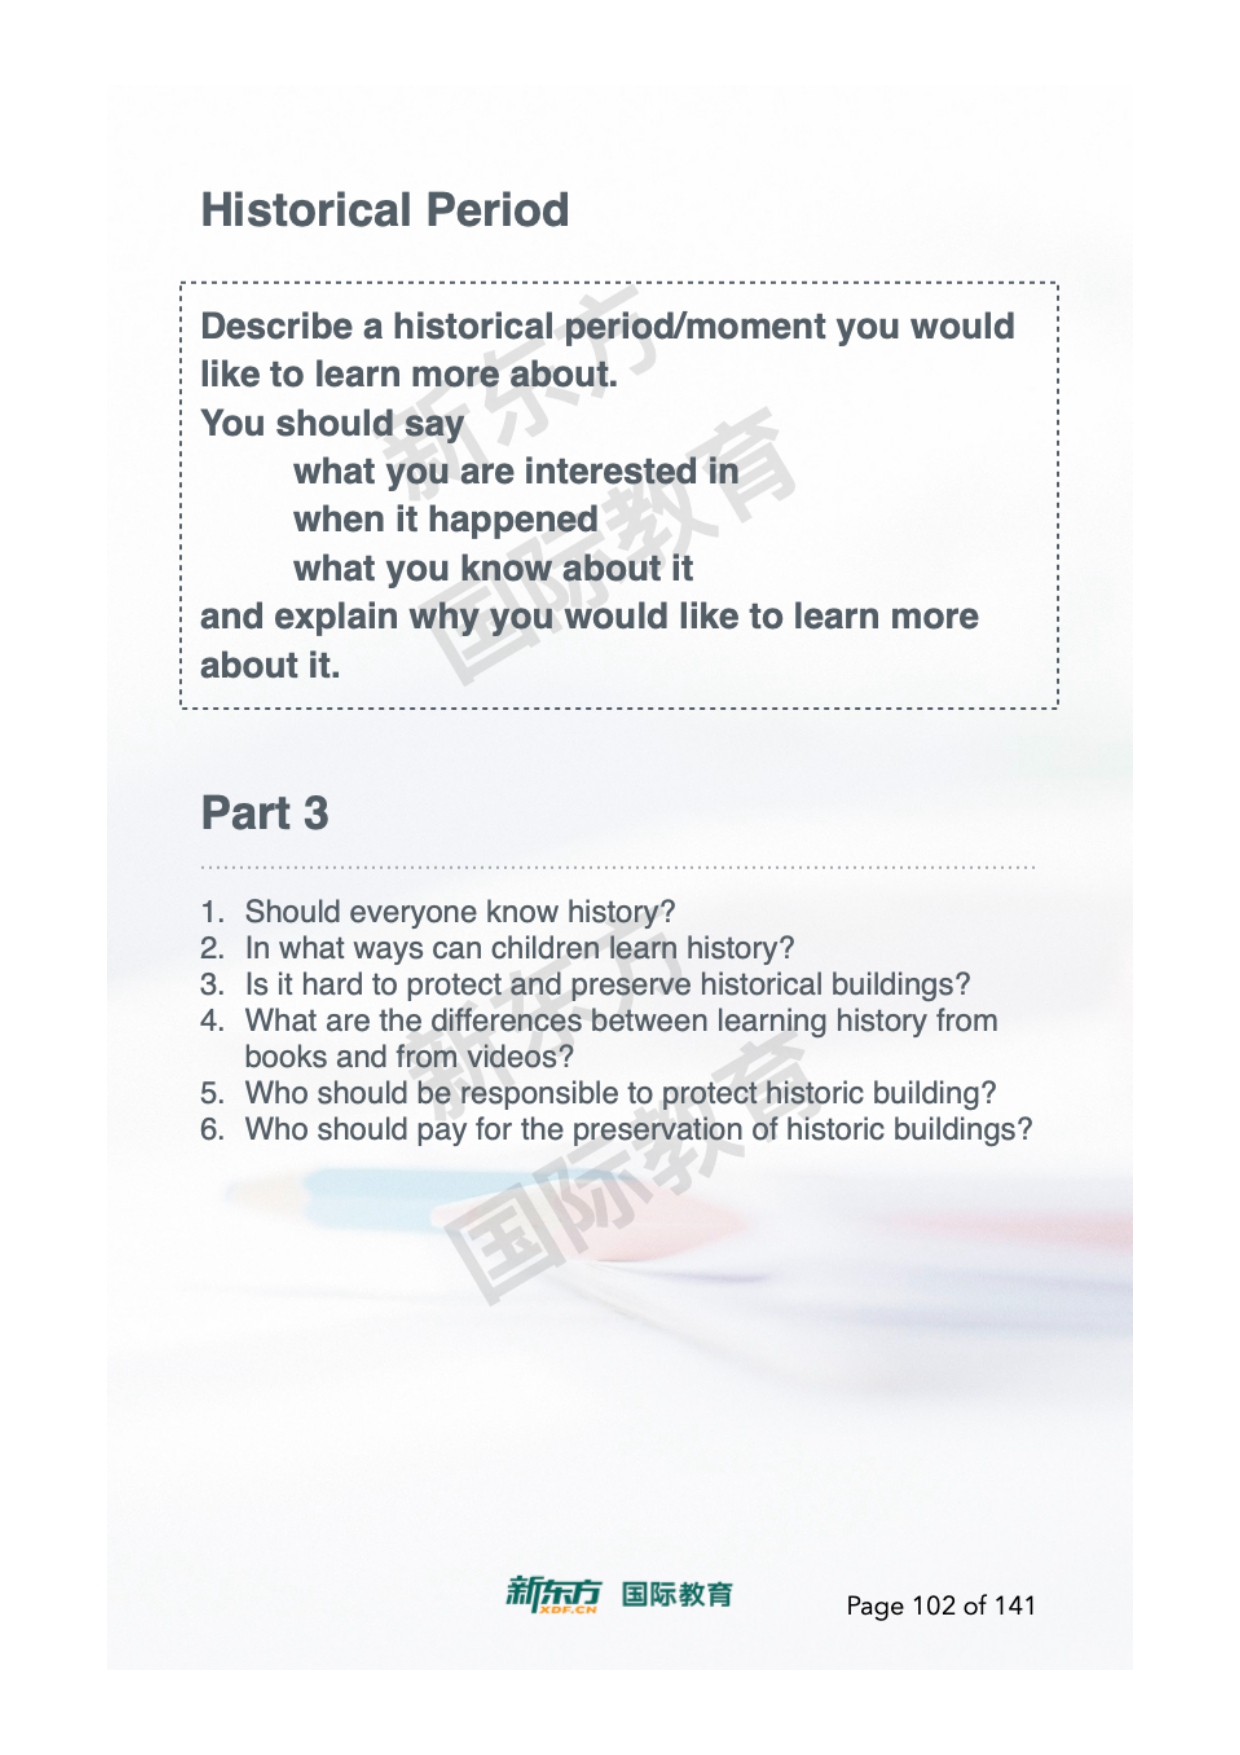 Historical Period
Describe a historical period/moment you would
like to learn more about.
You should say
what you are interested in
when it happened
what you know about it
and explain why you would like to learn more
about it.
新东方
国际教育
Part 3
1. Should everyone know history?
2. In what ways can children learn history?
3. Is it hard to protect and preserve historical buildings?
4. What are the differences between learning history from
books and from videos?
5. Who should be responsible to protect historic building?
6. Who should pay for the preservation of historic buildings?
新东方
国际教育
新东方 国际教育
XDF.CN
Page 102 of 141